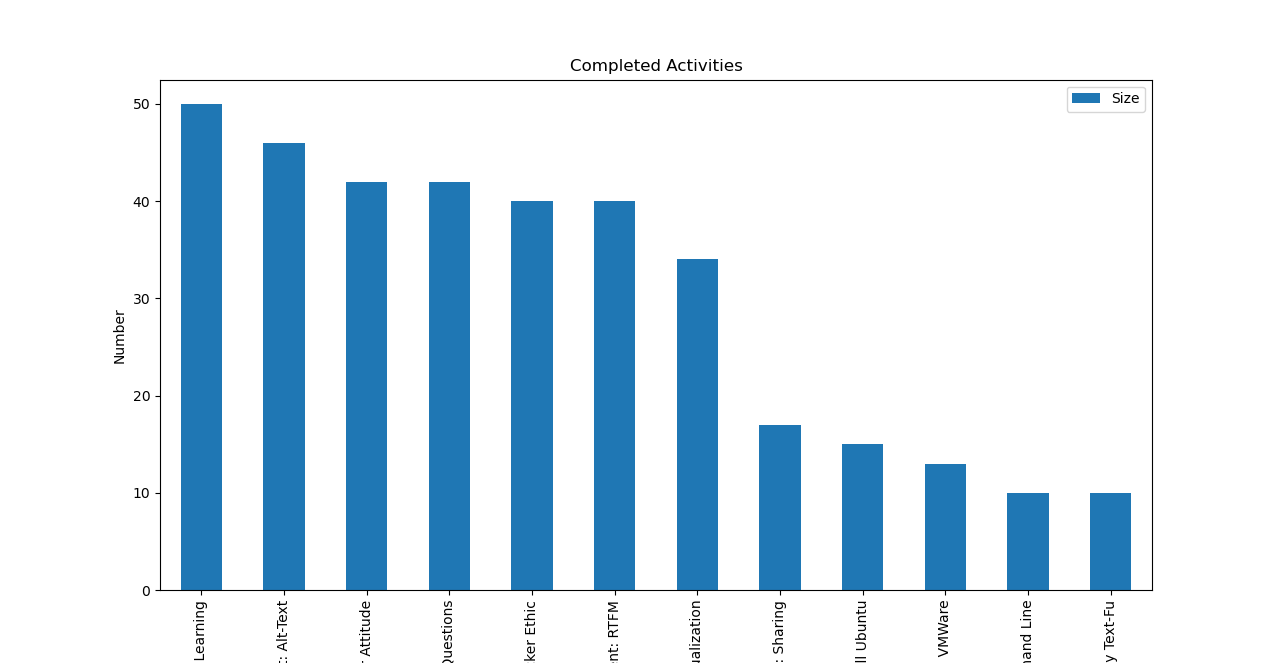 Completed Activities
Size
Number
50
40
30
20
10
0
Learning
: Alt-Text
Attitude
Questions
ker Ethic
nt: RTFM
ualization
: Sharing
ll Ubuntu
VMWare
mand Line
y Text-Fu